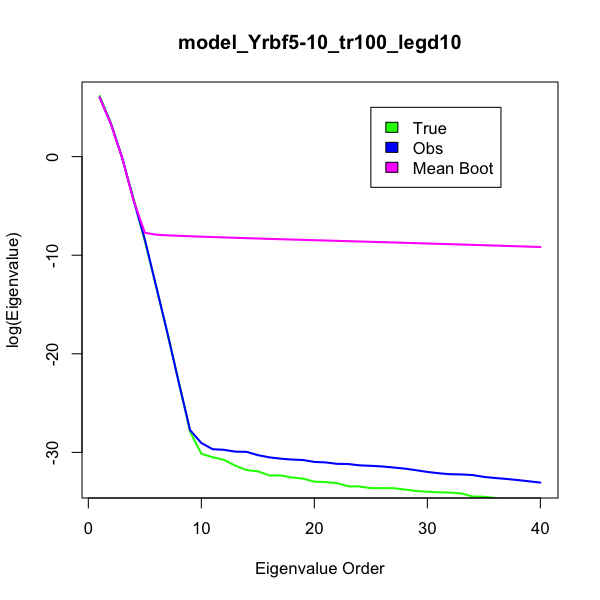 model_Yrbf5-10_tr100_legd10
True
Obs
Mean Boot
log(Eigenvalue)
0
-10
-20
-30
0 10 20 30 40
Eigenvalue Order